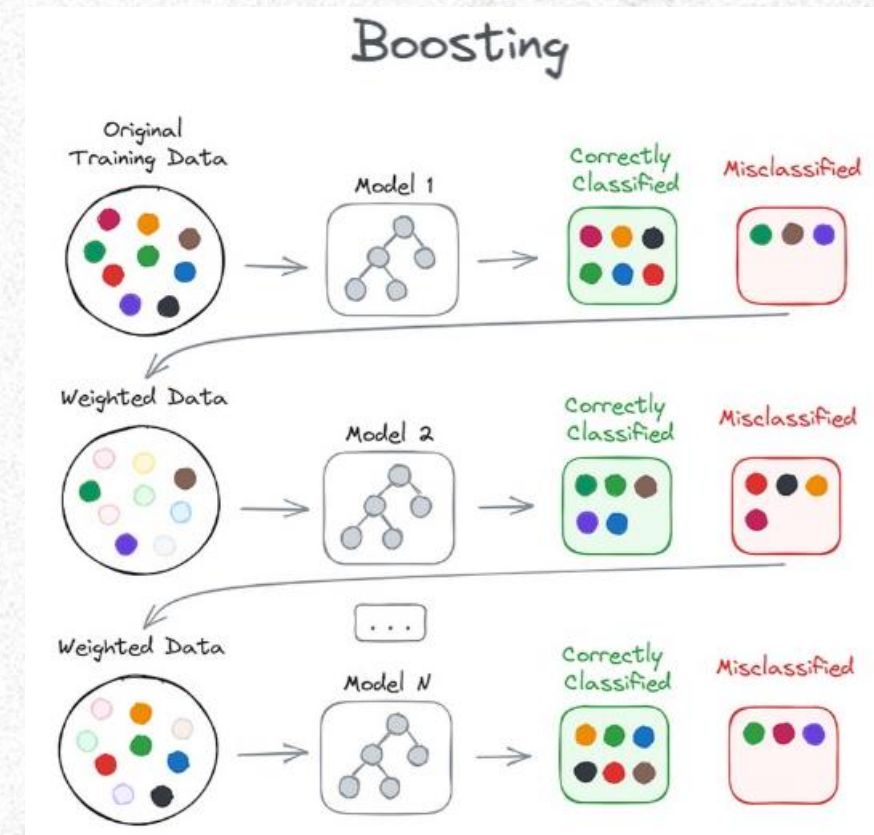 Boosting
Original
Training Data
Model 1
Correctly
Classified
Misclassified
Weighted Data
Model 2
Correctly
Classified
Misclassified
...
Weighted Data
Model N
Correctly
Classified
Misclassified